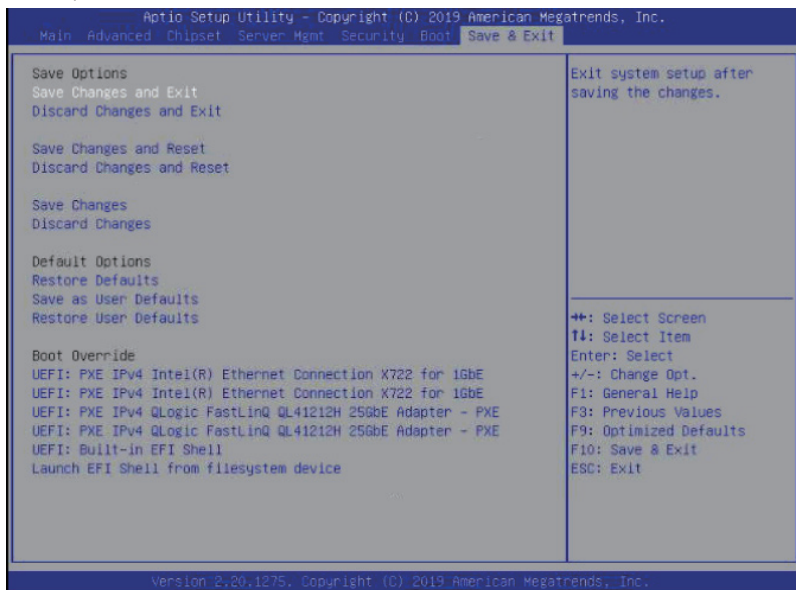 Aptio Setup Utility - Copyright (C) 2019 American Megatrends, Inc.
Main Advanced Chipset Server Mgmt Security Boot Save & Exit
Save Options
Save Changes and Exit
Discard Changes and Exit
Save Changes and Reset
Discard Changes and Reset
Save Changes
Discard Changes
Default Options
Restore Defaults
Save as User Defaults
Restore User Defaults
Boot Override
UEFI: PXE IPv4 Intel(R) Ethernet Connection X722 for 1GbE
UEFI: PXE IPv4 Intel(R) Ethernet Connection X722 for 1GbE
UEFI: PXE IPv4 QLogic FastLinQ QL41212H 25GbE Adapter - PXE
UEFI: PXE IPv4 QLogic FastLinQ QL41212H 25GbE Adapter - PXE
UEFI: Built-in EFI Shell
Launch EFI Shell from filesystem device
Exit system setup after
saving the changes.
→←: Select Screen
↑↓: Select Item
Enter: Select
+/-: Change Opt.
F1: General Help
F3: Previous Values
F9: Optimized Defaults
F10: Save & Exit
ESC: Exit
Version 2.20.1275. Copyright (C) 2019 American Megatrends, Inc.